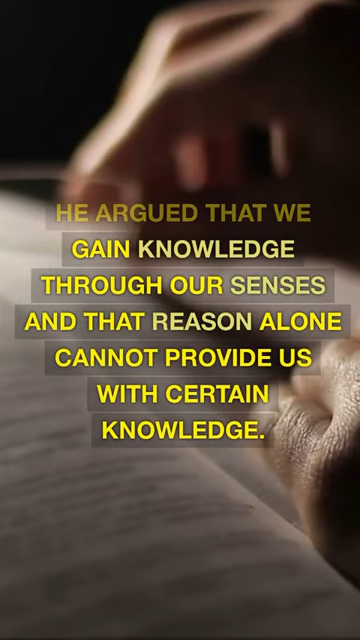 HE ARGUED THAT WE
GAIN KNOWLEDGE
THROUGH OUR SENSES
AND THAT REASON ALONE
CANNOT PROVIDE US
WITH CERTAIN
KNOWLEDGE.